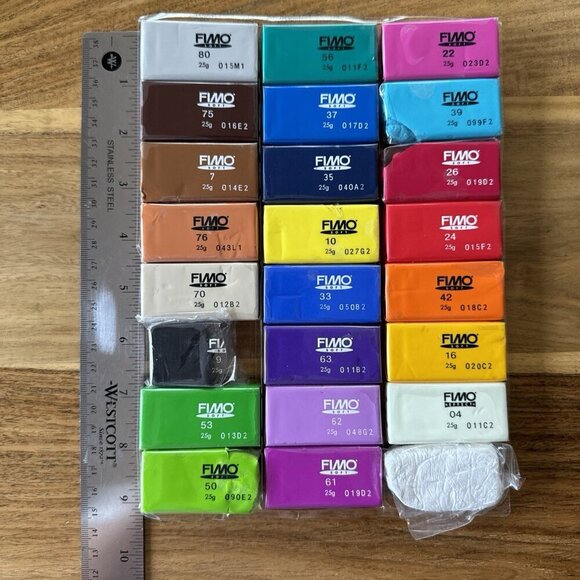 FIMO
soft
80
25g 015M1
FIMO
soft
56
25g 011F2
FIMO
soft
22
25g 023D2
FIMO
soft
75
25g 016E2
FIMO
soft
37
25g 017D2
FIMO
soft
39
25g 099F2
FIMO
soft
7
25g 014E2
FIMO
soft
35
25g 040A2
FIMO
soft
26
25g 019D2
FIMO
soft
76
25g 043L1
FIMO
soft
10
25g 027G2
FIMO
soft
24
25g 015F2
FIMO
soft
70
25g 012B2
FIMO
soft
33
25g 050B2
FIMO
soft
42
25g 018C2
FI
9
25g
FIMO
soft
63
25g 011B2
FIMO
soft
16
25g 020C2
FIMO
soft
53
25g 013D2
FIMO
soft
62
25g 048G2
FIMO
EFFECT
04
25g 011C2
FIMO
soft
50
25g 090E2
FIMO
soft
61
25g 019D2
STAINLESS STEEL
WESTCOTT
1
2
3
4
5
6
7
8
9
10